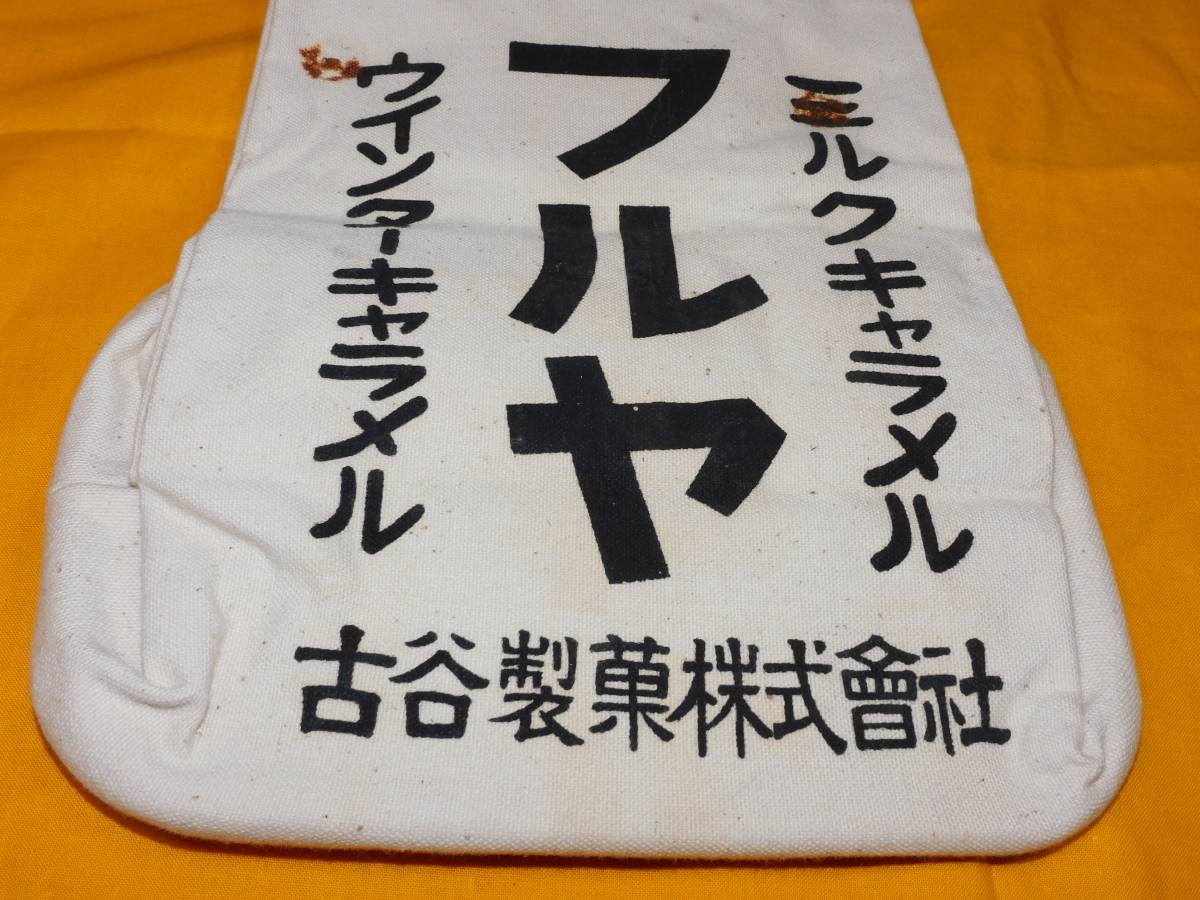 ミルクキャラメル
フルヤ
ウインターキャラメル
古谷製菓株式會社